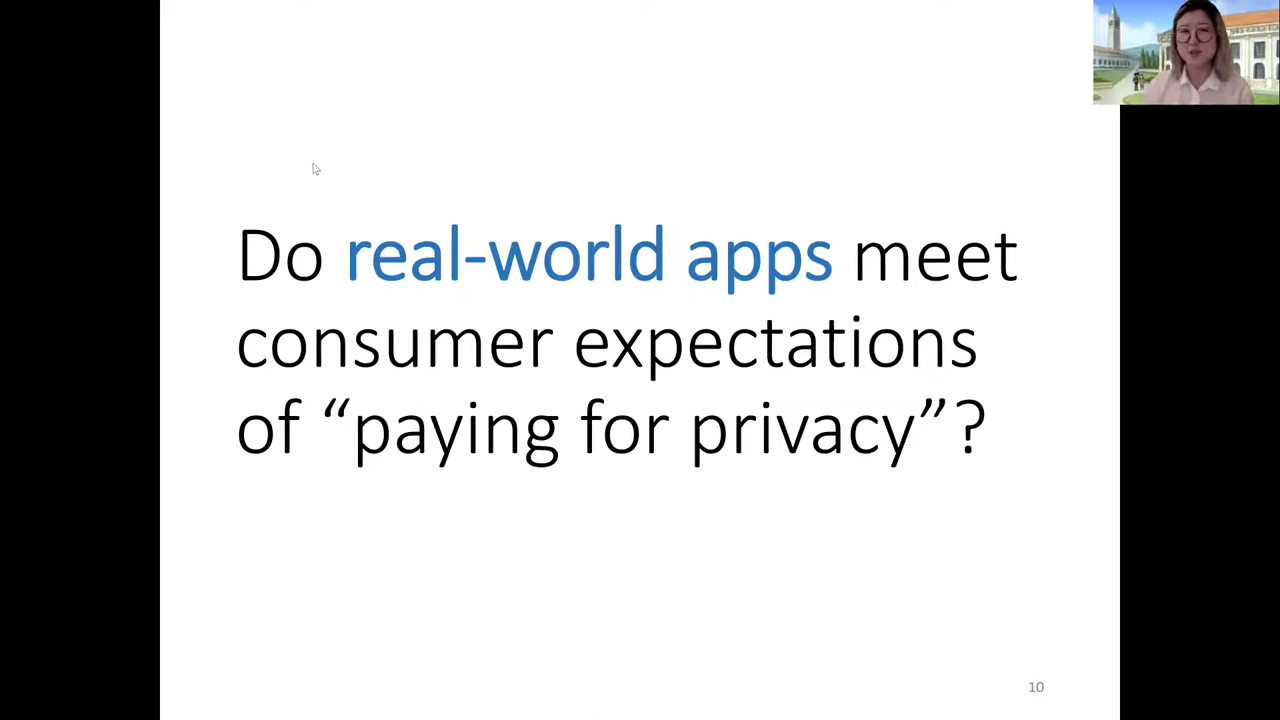 Do real-world apps meet
consumer expectations
of “paying for privacy”?
10